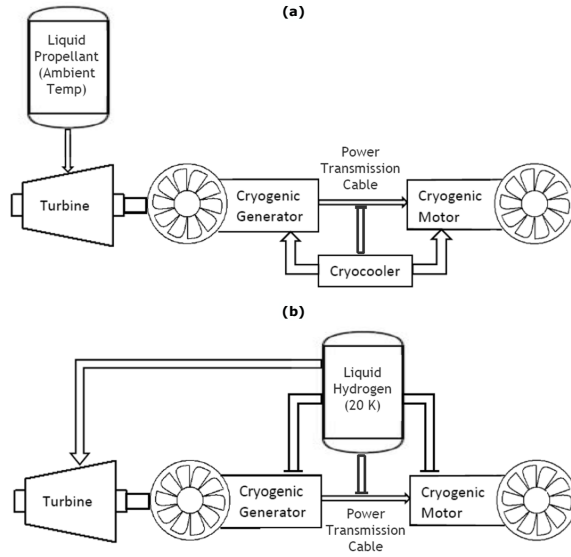 (a)
Liquid
Propellant
(Ambient
Temp)
Turbine
Cryogenic
Generator
Power
Transmission
Cable
Cryogenic
Motor
Cryocooler
(b)
Liquid
Hydrogen
(20 K)
Turbine
Cryogenic
Generator
Power
Transmission
Cable
Cryogenic
Motor